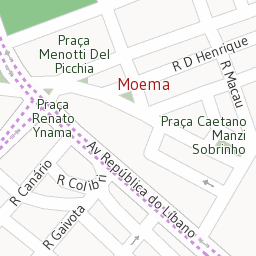 Praça
Menotti Del
Picchia
R D Henrique
R Macau
Moema
Praça
Renato
Ynama
Praça Caetano
Manzi
Sobrinho
Av República do Líbano
R Canário
R Colibri
R Gaivota